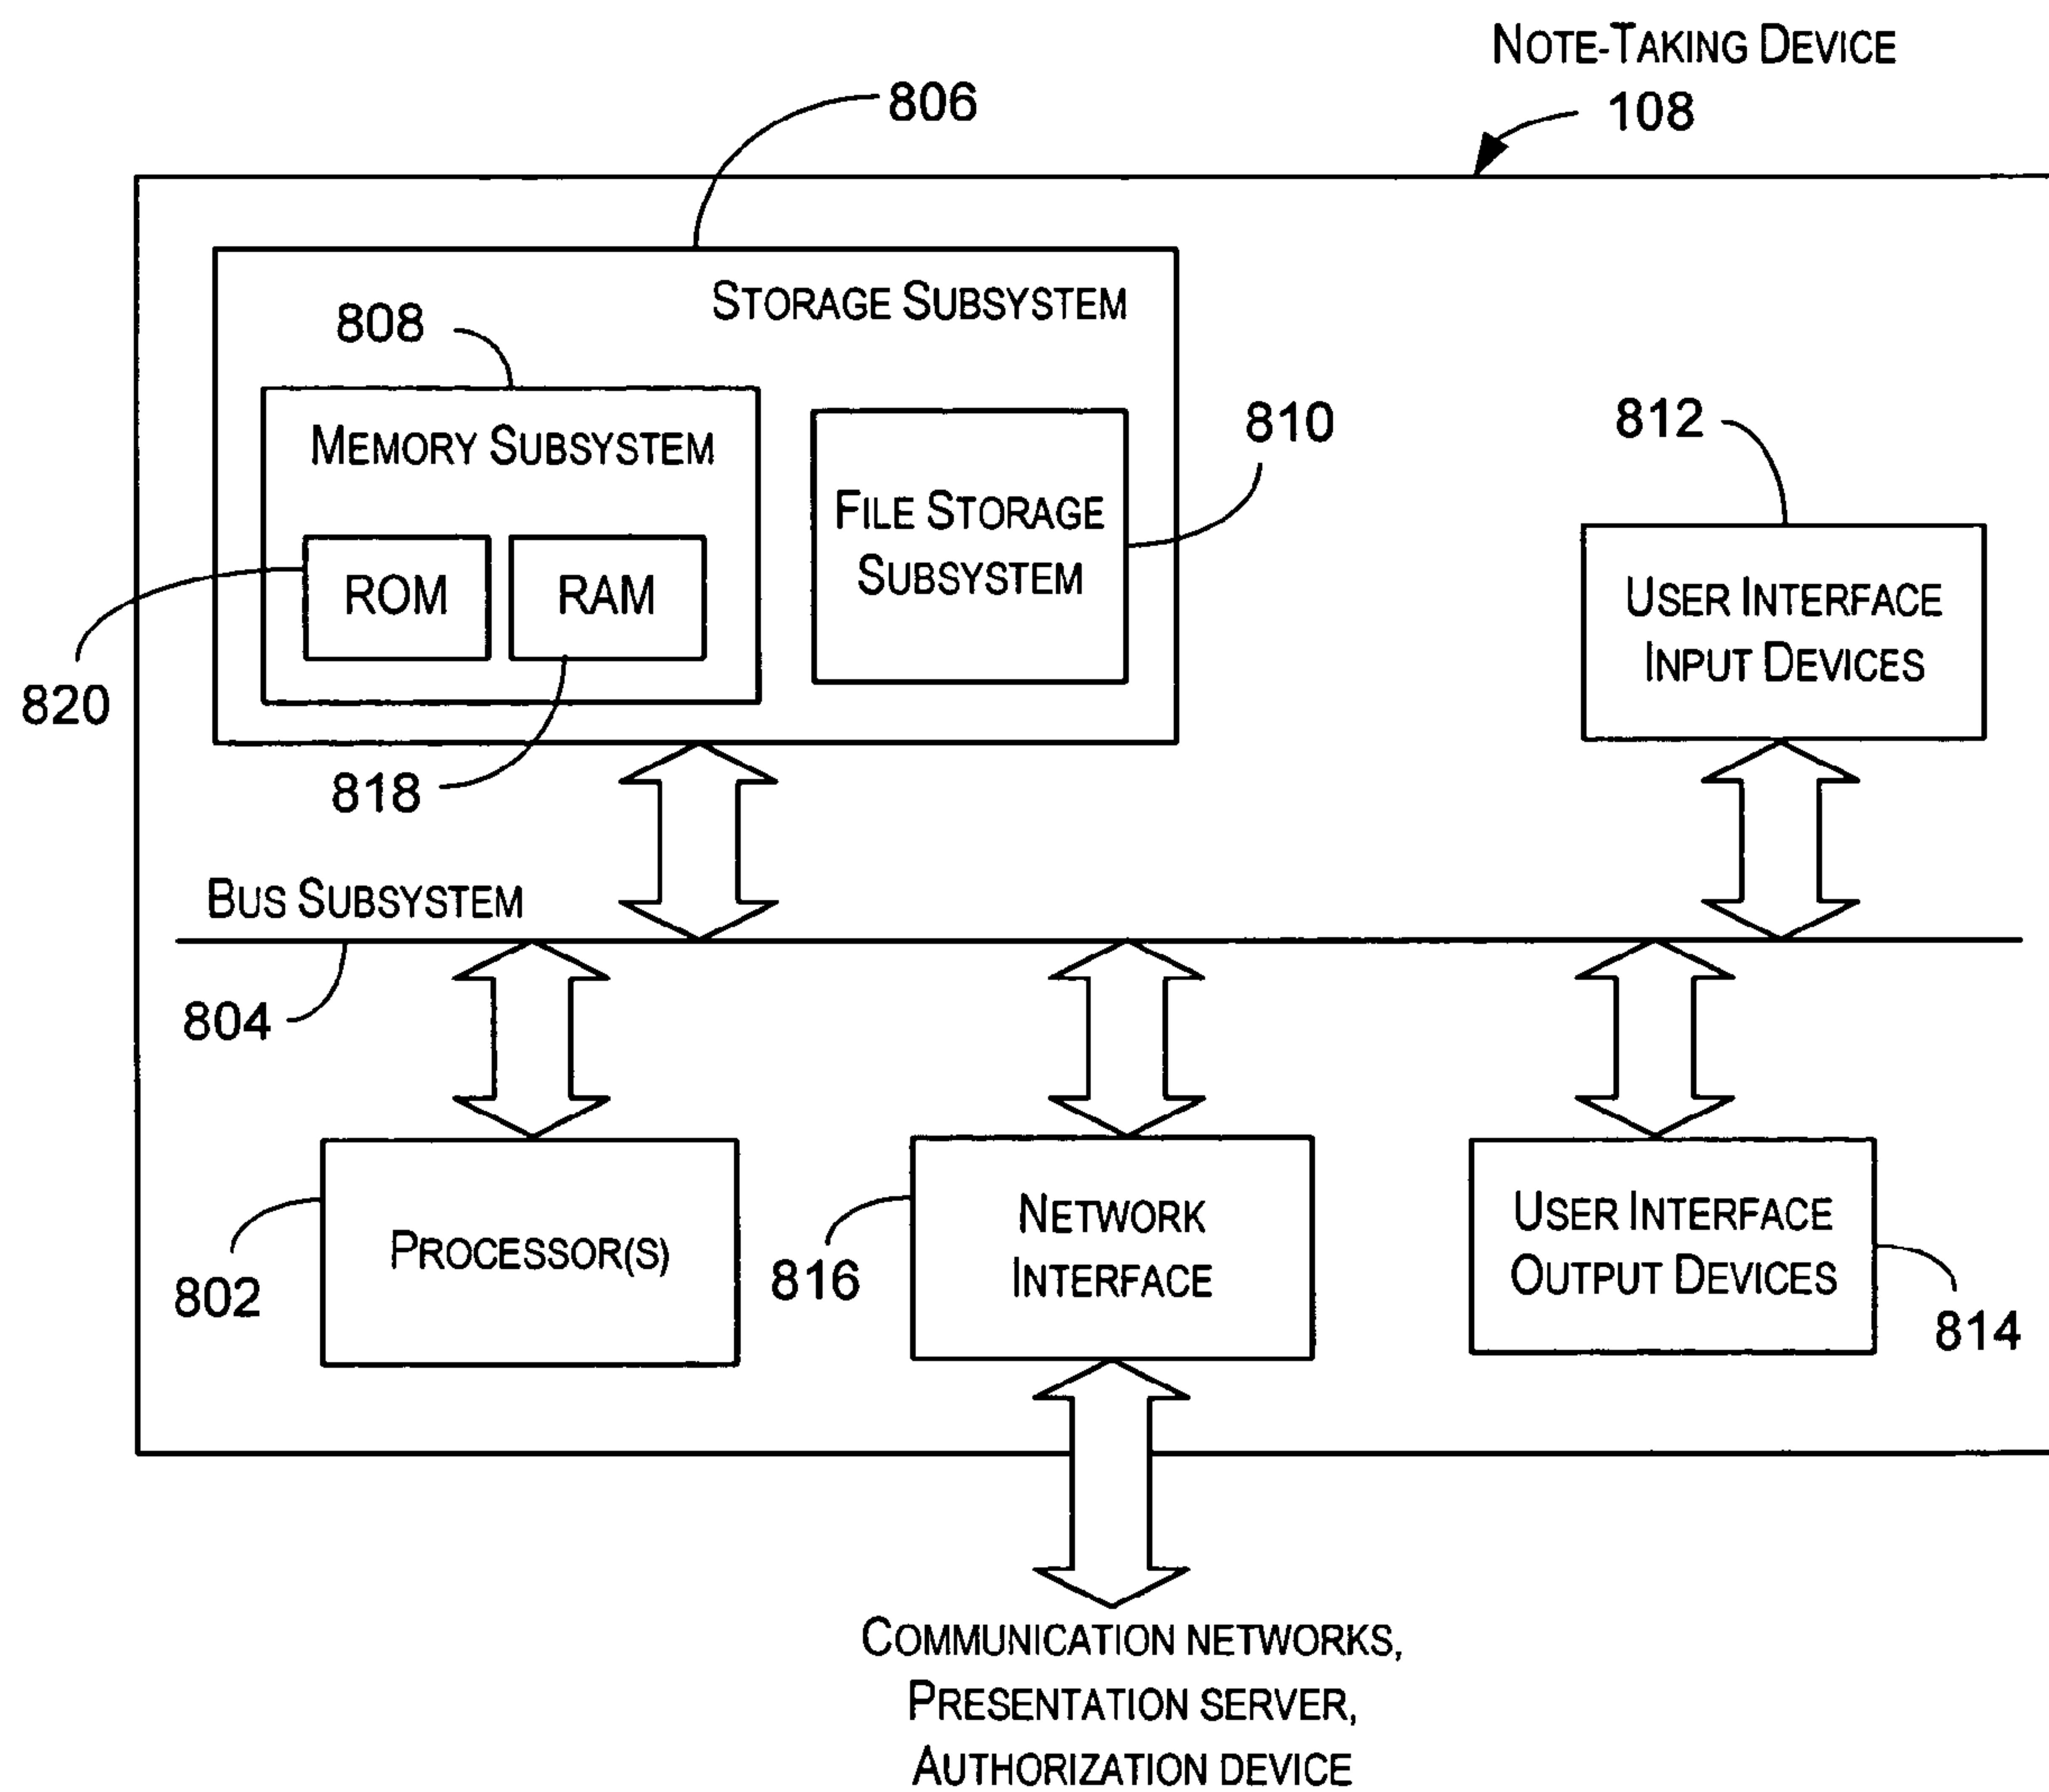 NOTE-TAKING DEVICE
108
806
STORAGE SUBSYSTEM
808
MEMORY SUBSYSTEM
810
FILE STORAGE
SUBSYSTEM
812
USER INTERFACE
INPUT DEVICES
ROM
RAM
820
818
BUS SUBSYSTEM
804
PROCESSOR(S)
802
NETWORK
INTERFACE
816
USER INTERFACE
OUTPUT DEVICES
814
COMMUNICATION NETWORKS,
PRESENTATION SERVER,
AUTHORIZATION DEVICE